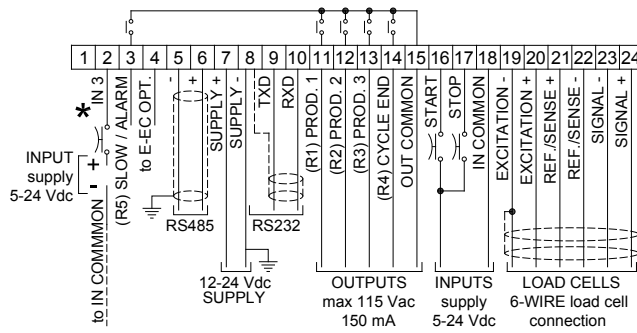 1 2 3 4 5 6 7 8 9 10 11 12 13 14 15 16 17 18 19 20 21 22 23 24
*
IN 3
(R5) SLOW / ALARM
to E-EC OPT.
-
+
SUPPLY +
SUPPLY -
TXD
RXD
(R1) PROD. 1
(R2) PROD. 2
(R3) PROD. 3
(R4) CYCLE END
OUT COMMON
START
STOP
IN COMMON
EXCITATION -
EXCITATION +
REF./SENSE +
REF./SENSE -
SIGNAL -
SIGNAL +
INPUT
supply
5-24 Vdc
+
-
to IN COMMMON
RS485
RS232
12-24 Vdc
SUPPLY
OUTPUTS
max 115 Vac
150 mA
INPUTS
supply
5-24 Vdc
LOAD CELLS
6-WIRE load cell
connection